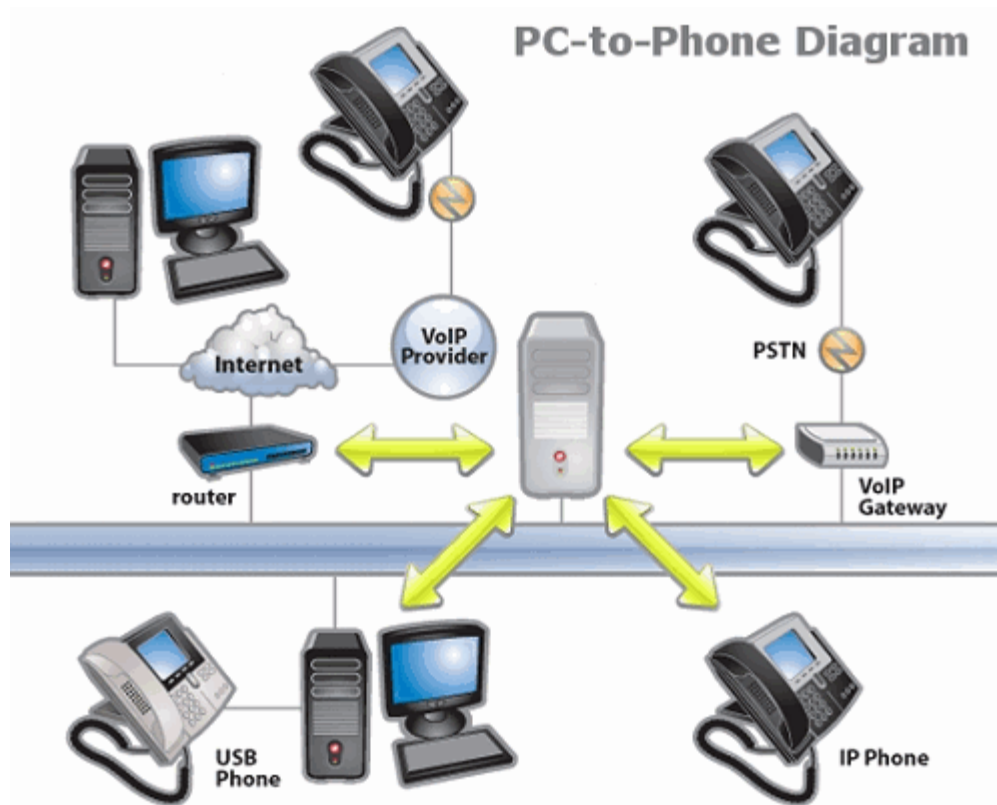 PC-to-Phone Diagram
VoIP
Provider
Internet
PSTN
router
VoIP
Gateway
USB
Phone
IP Phone